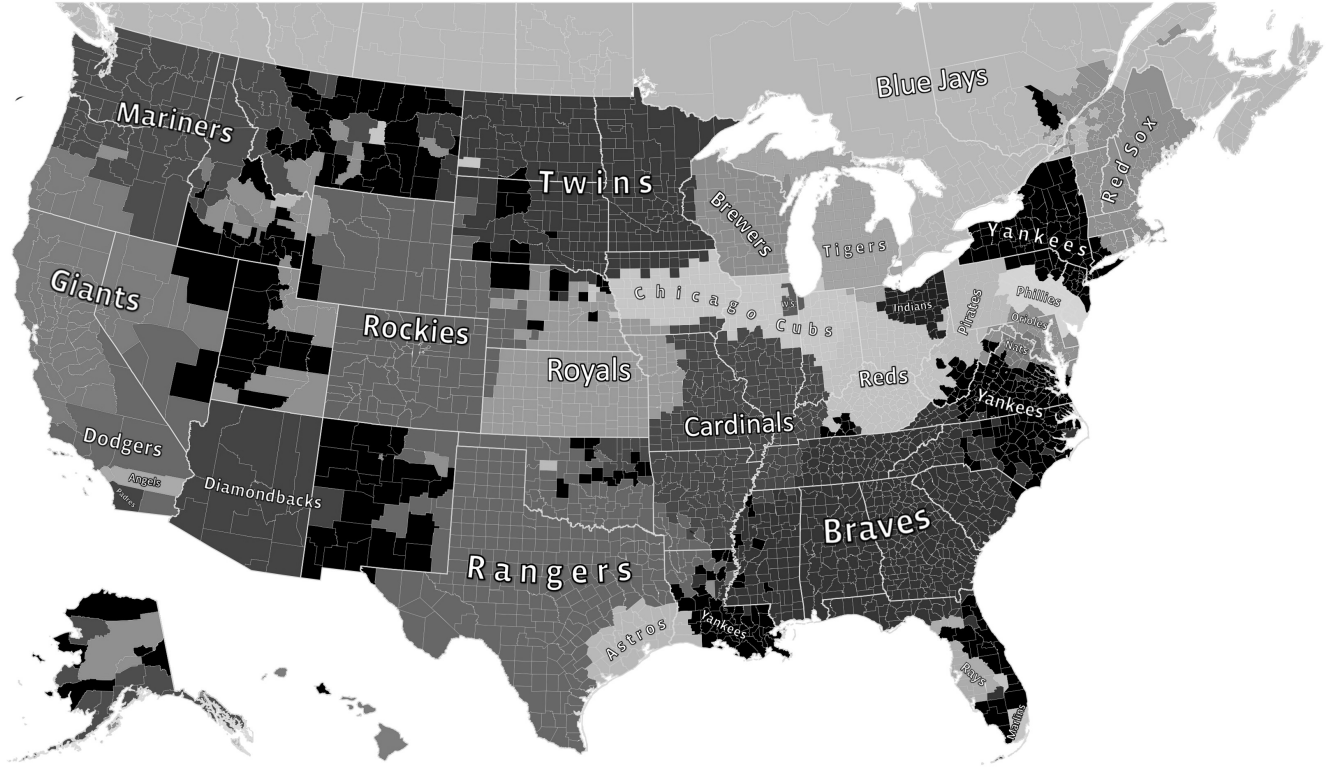 Blue Jays
Mariners
Red Sox
Twins
Brewers
Tigers
Yankees
Giants
Chicago Cubs
Indians
Pirates
Phillies
Orioles
Nats
Rockies
Royals
Reds
Yankees
Cardinals
Dodgers
Angels
Padres
Diamondbacks
Braves
Rangers
Astros
Yankees
Rays
Marlins